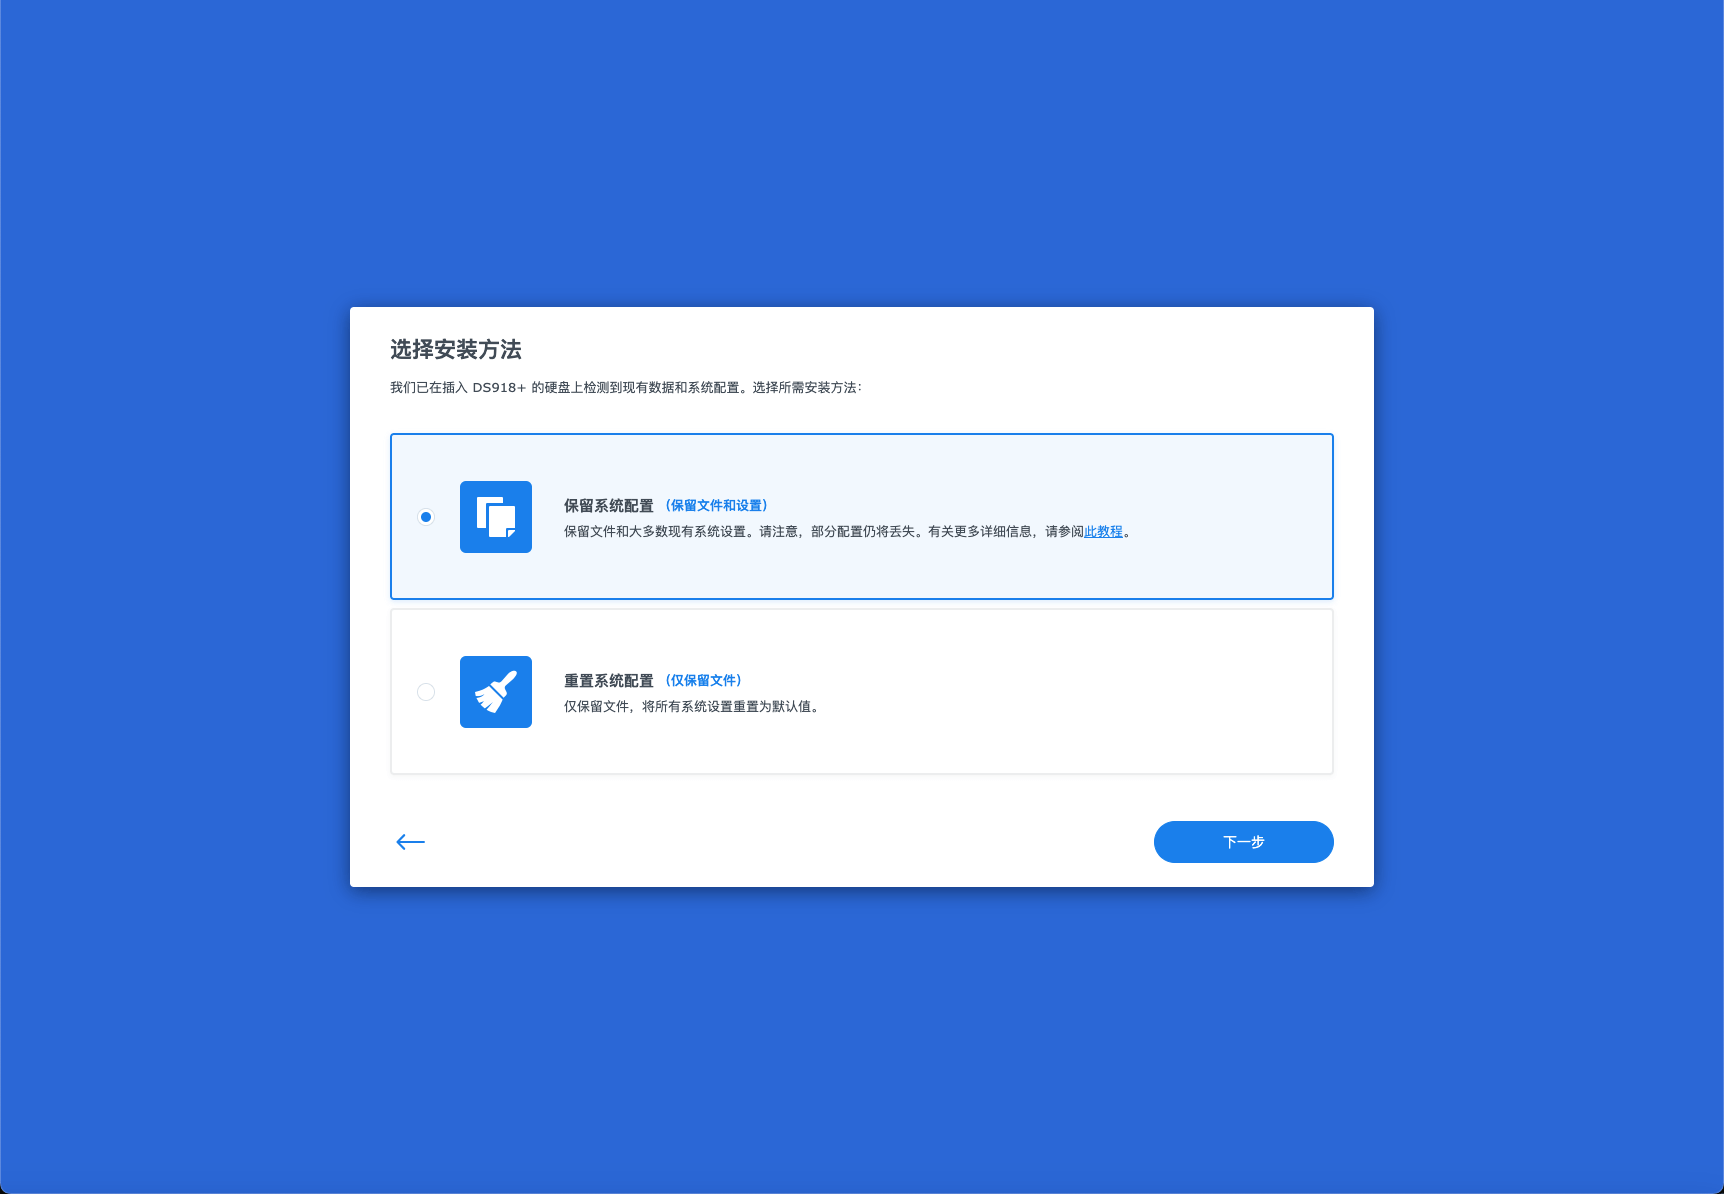 选择安装方法
我们已在插入 DS918+ 的硬盘上检测到现有数据和系统配置。选择所需安装方法：
保留系统配置 （保留文件和设置）
保留文件和大多数现有系统设置。请注意，部分配置仍将丢失。有关更多详细信息，请参阅此教程。
重置系统配置 （仅保留文件）
仅保留文件，将所有系统设置重置为默认值。
下一步